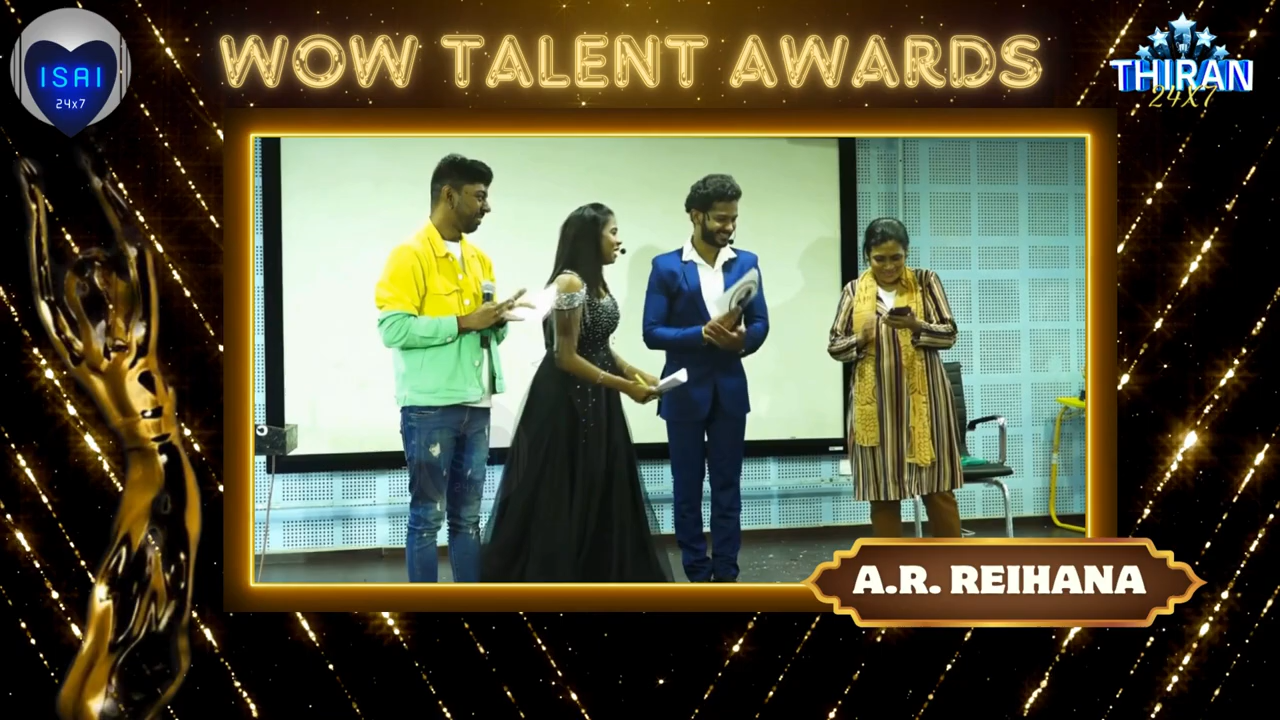 ISAI
24x7
WOW TALENT AWARDS
THIRAN
24X7
A.R. REIHANA